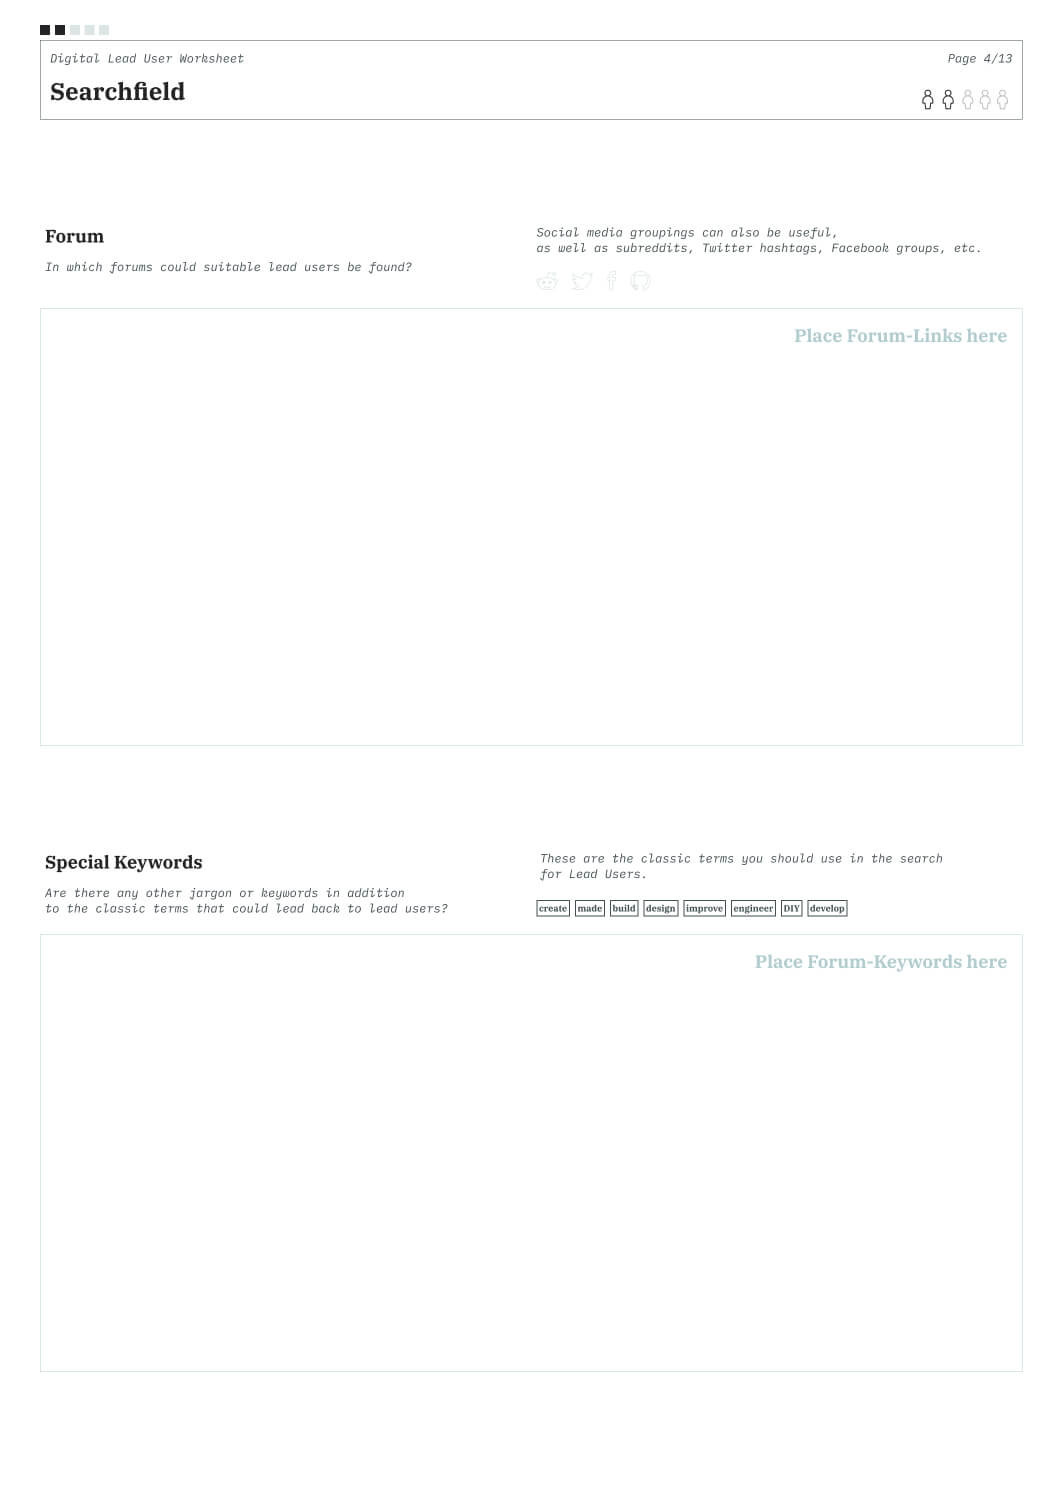 Digital Lead User Worksheet
Page 4/13
Searchfield
Forum
In which forums could suitable lead users be found?
Social media groupings can also be useful,
as well as subreddits, Twitter hashtags, Facebook groups, etc.
Place Forum-Links here
Special Keywords
Are there any other jargon or keywords in addition
to the classic terms that could lead back to lead users?
These are the classic terms you should use in the search
for Lead Users.
create made build design improve engineer DIY develop
Place Forum-Keywords here